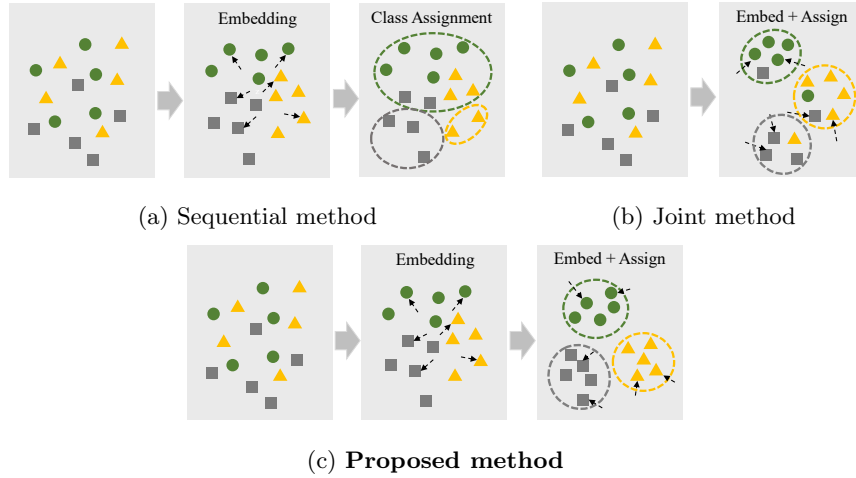 Embedding
Class Assignment
Embed + Assign
(a) Sequential method
(b) Joint method
Embedding
Embed + Assign
(c) Proposed method